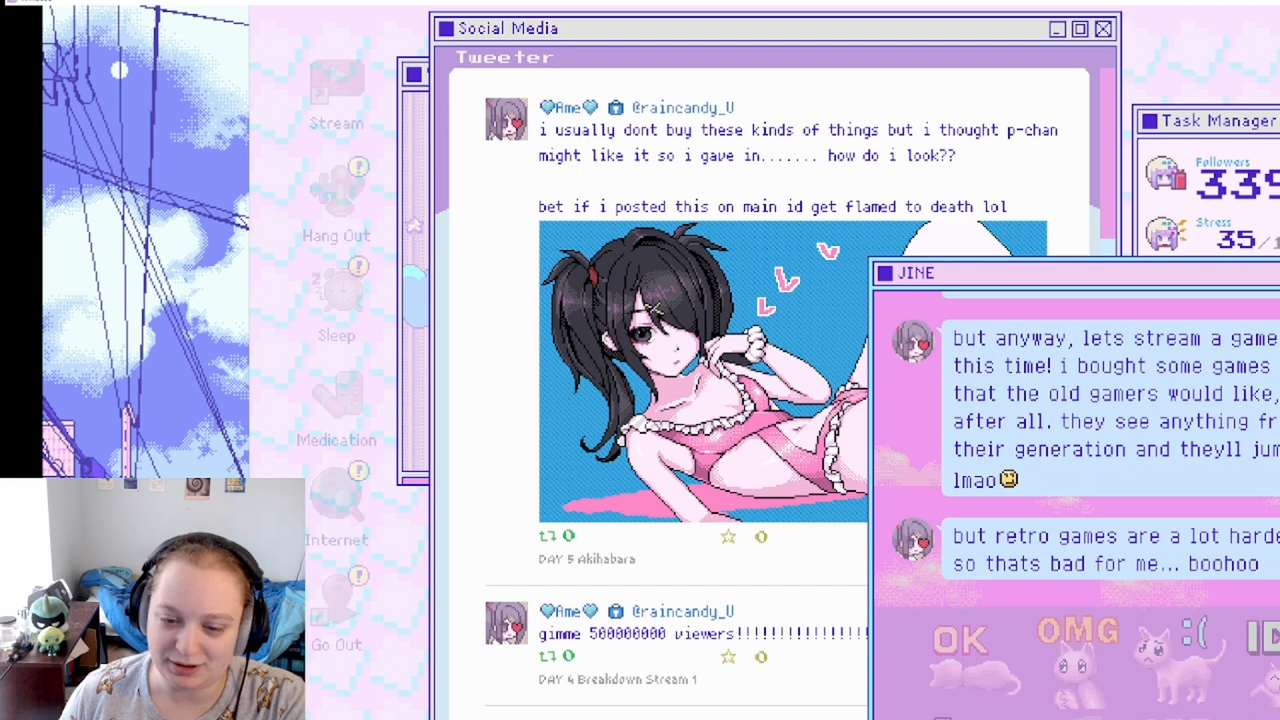 Social Media
Tweeter
Ame @raincandy_U
i usually dont buy these kinds of things but i thought p-chan
might like it so i gave in....... how do i look??
bet if i posted this on main id get flamed to death lol
0 0
DAY 5 Akihabara
Ame @raincandy_U
gimme 500000000 viewers!!!!!!!!!!!!!!!!!
0 0
DAY 4 Breakdown Stream 1
Stream
Hang Out
Sleep
Medication
Internet
Go Out
Task Manager
Followers
339
Stress
35/1
JINE
but anyway, lets stream a game
this time! i bought some games
that the old gamers would like,
after all. they see anything fr
their generation and theyll jum
lmao
but retro games are a lot harde
so thats bad for me... boohoo
OK
OMG
:(